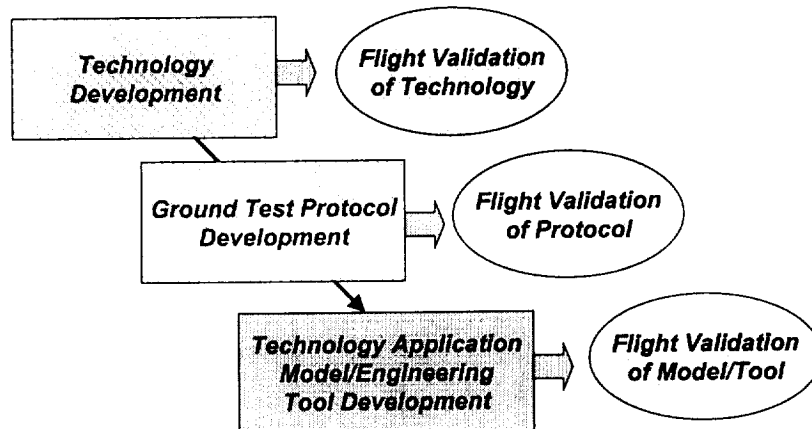 Technology
Development
Flight Validation
of Technology
Ground Test Protocol
Development
Flight Validation
of Protocol
Technology Application
Model/Engineering
Tool Development
Flight Validation
of Model/Tool